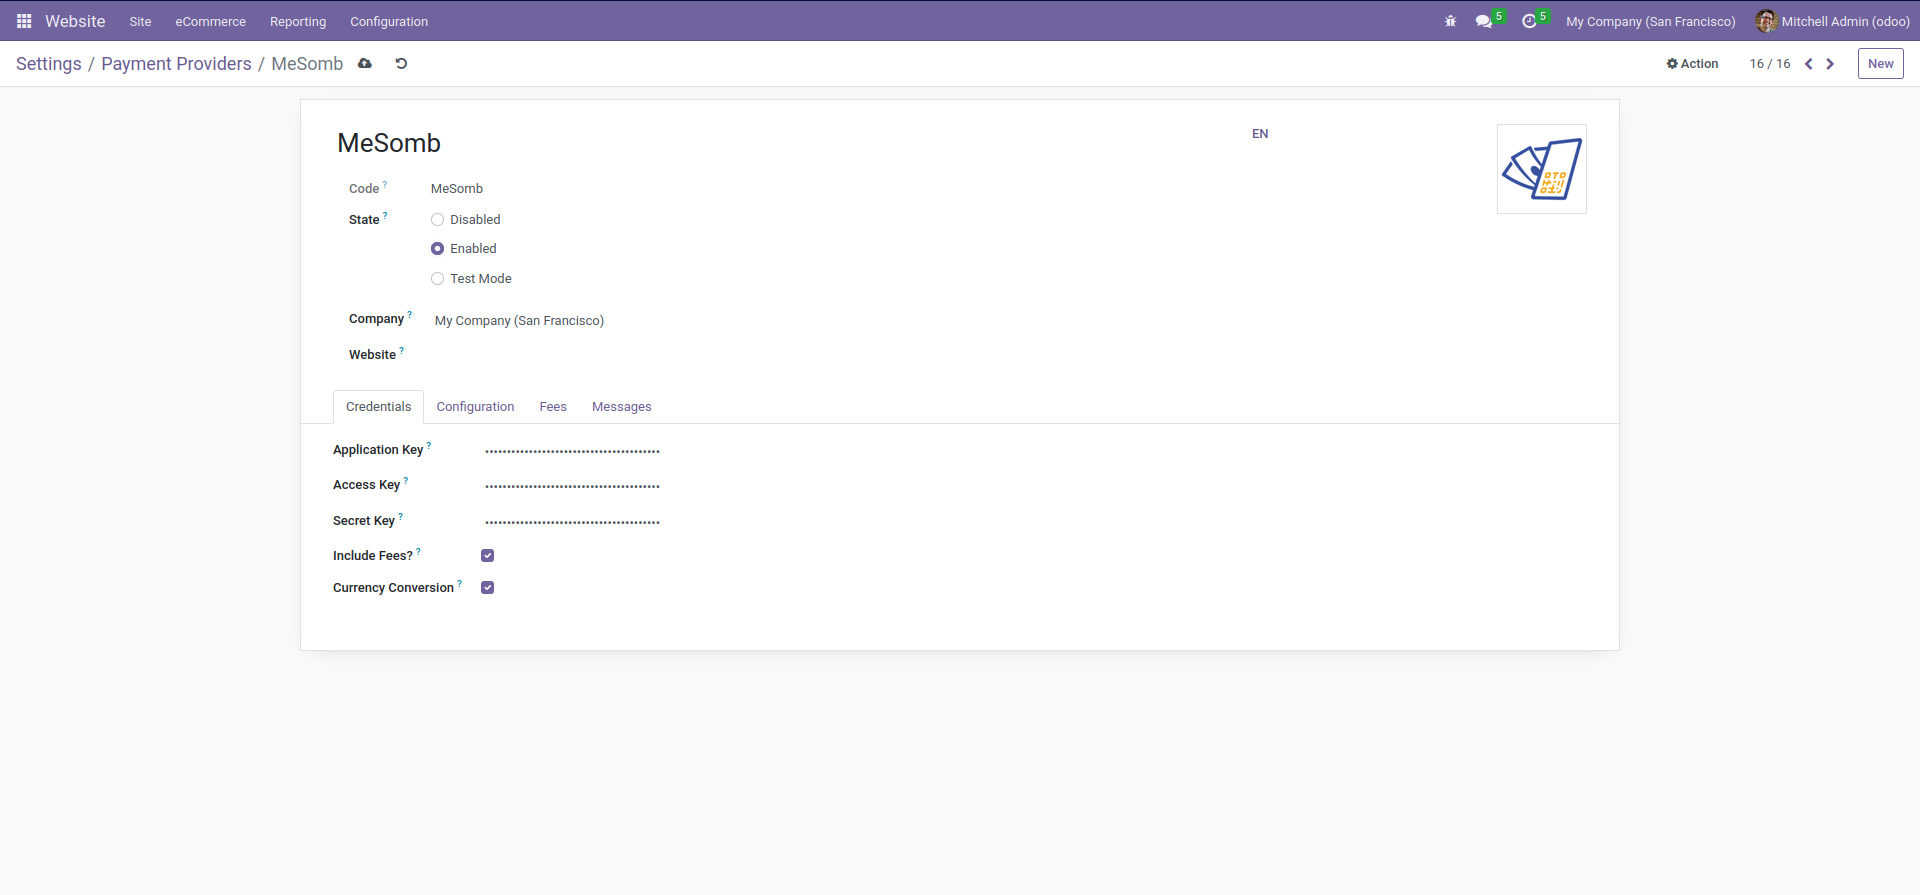 Website Site eCommerce Reporting Configuration 5 5 My Company (San Francisco) Mitchell Admin (odoo)
Settings / Payment Providers / MeSomb Action 16 / 16 New
MeSomb EN
Code ? MeSomb
State ? Disabled
Enabled
Test Mode
Company ? My Company (San Francisco)
Website ?
Credentials Configuration Fees Messages
Application Key ? ••••••••••••••••••••••••••••••••••••••••
Access Key ? ••••••••••••••••••••••••••••••••••••••••
Secret Key ? ••••••••••••••••••••••••••••••••••••••••
Include Fees? ?
Currency Conversion ?